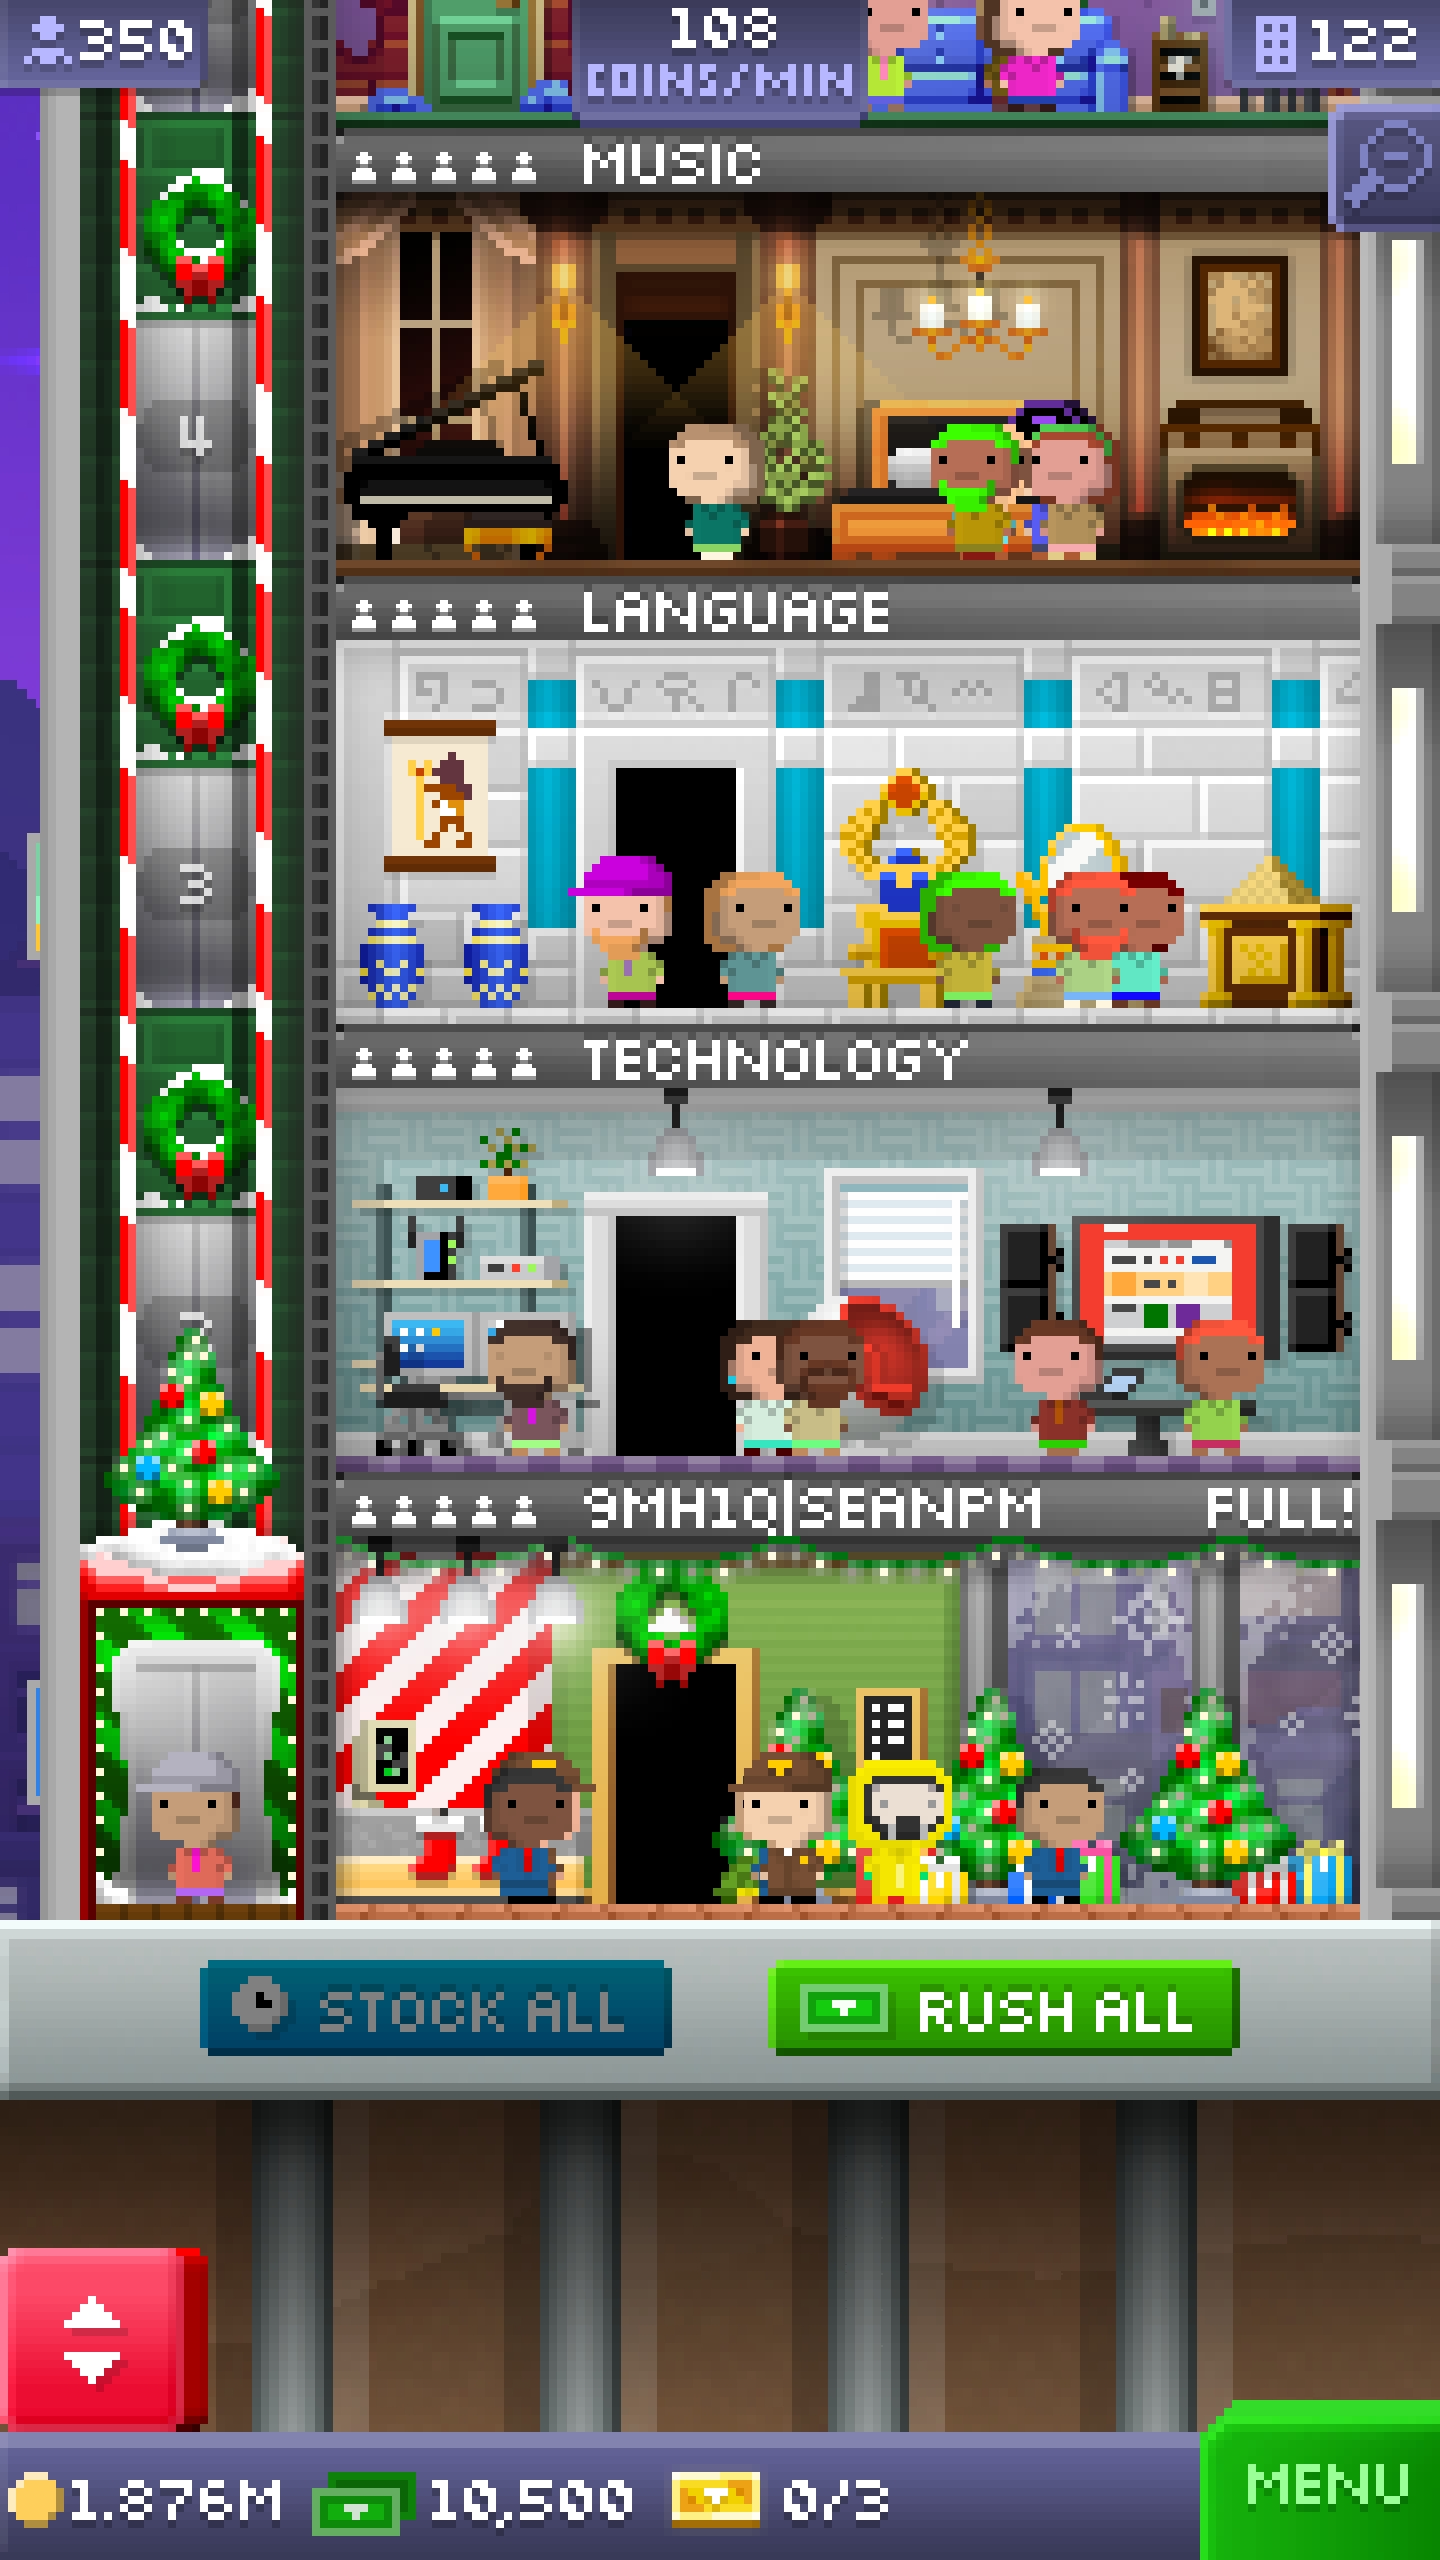 350
108
COINS/MIN
122
MUSIC
4
LANGUAGE
3
TECHNOLOGY
2
9MH1Q|SEANPM FULL!
STOCK ALL
RUSH ALL
1.876M
10,500
0/3
MENU